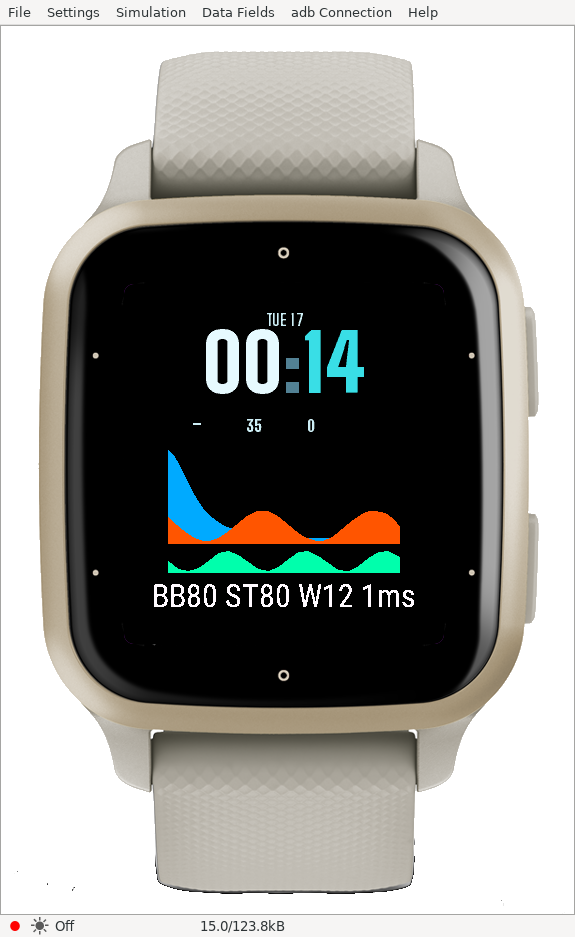 File Settings Simulation Data Fields adb Connection Help
TUE 17
00:14
– 35 0
BB80 ST80 W12 1ms
Off 15.0/123.8kB